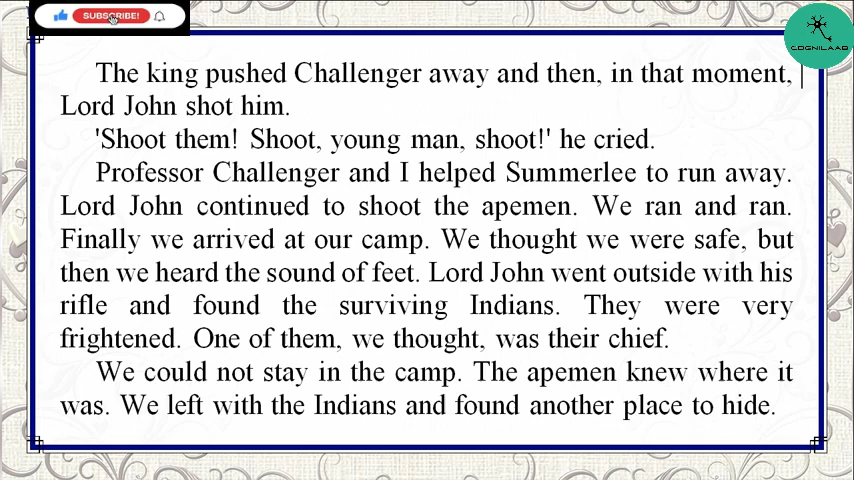 SUBSCRIBE!
COGNILAAB
The king pushed Challenger away and then, in that moment,
Lord John shot him.
'Shoot them! Shoot, young man, shoot!' he cried.
Professor Challenger and I helped Summerlee to run away.
Lord John continued to shoot the apemen. We ran and ran.
Finally we arrived at our camp. We thought we were safe, but
then we heard the sound of feet. Lord John went outside with his
rifle and found the surviving Indians. They were very
frightened. One of them, we thought, was their chief.
We could not stay in the camp. The apemen knew where it
was. We left with the Indians and found another place to hide.